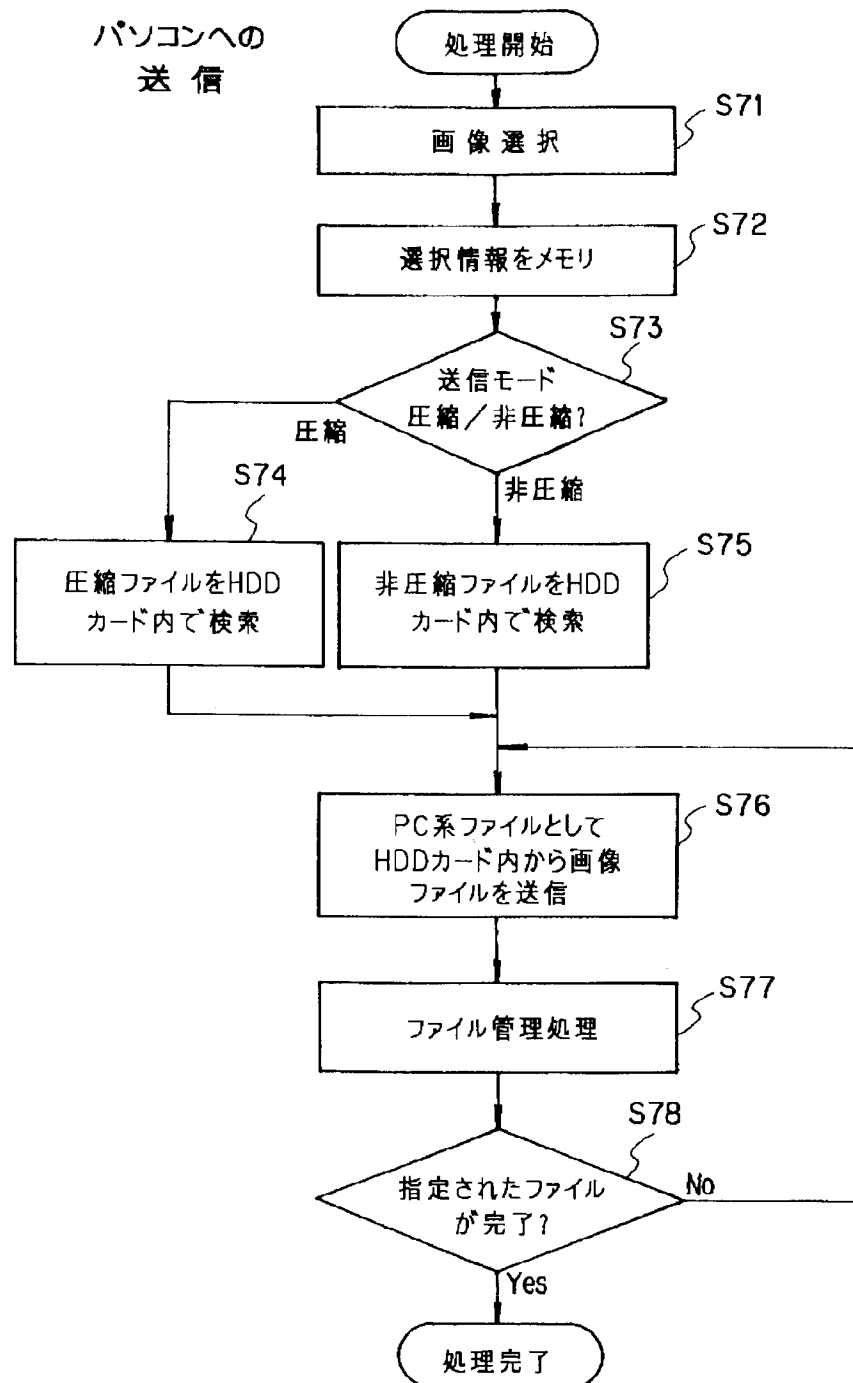 パソコンへの
送信
処理開始
S71
画像選択
S72
選択情報をメモリ
S73
送信モード
圧縮/非圧縮?
圧縮
非圧縮
S74
圧縮ファイルをHDD
カード内で検索
S75
非圧縮ファイルをHDD
カード内で検索
S76
PC系ファイルとして
HDDカード内から画像
ファイルを送信
S77
ファイル管理処理
S78
指定されたファイル
が完了?
No
Yes
処理完了